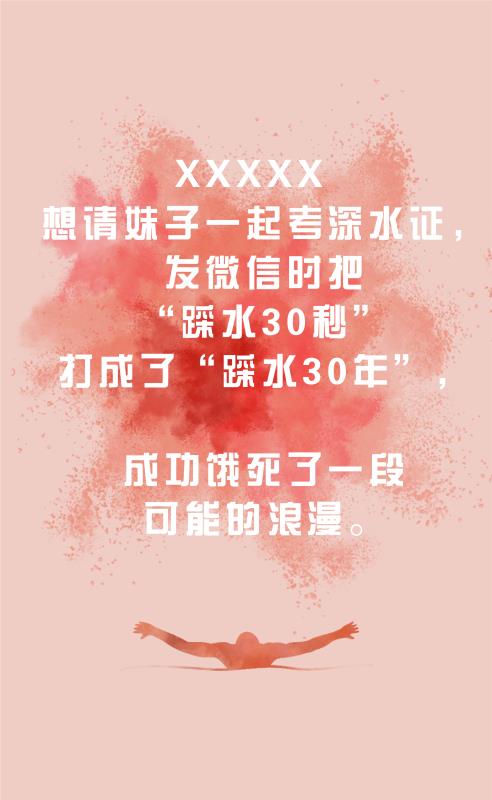 XXXXX
想请妹子一起考深水证，
发微信时把
“踩水30秒”
打成了“踩水30年”，
成功饿死了一段
可能的浪漫。